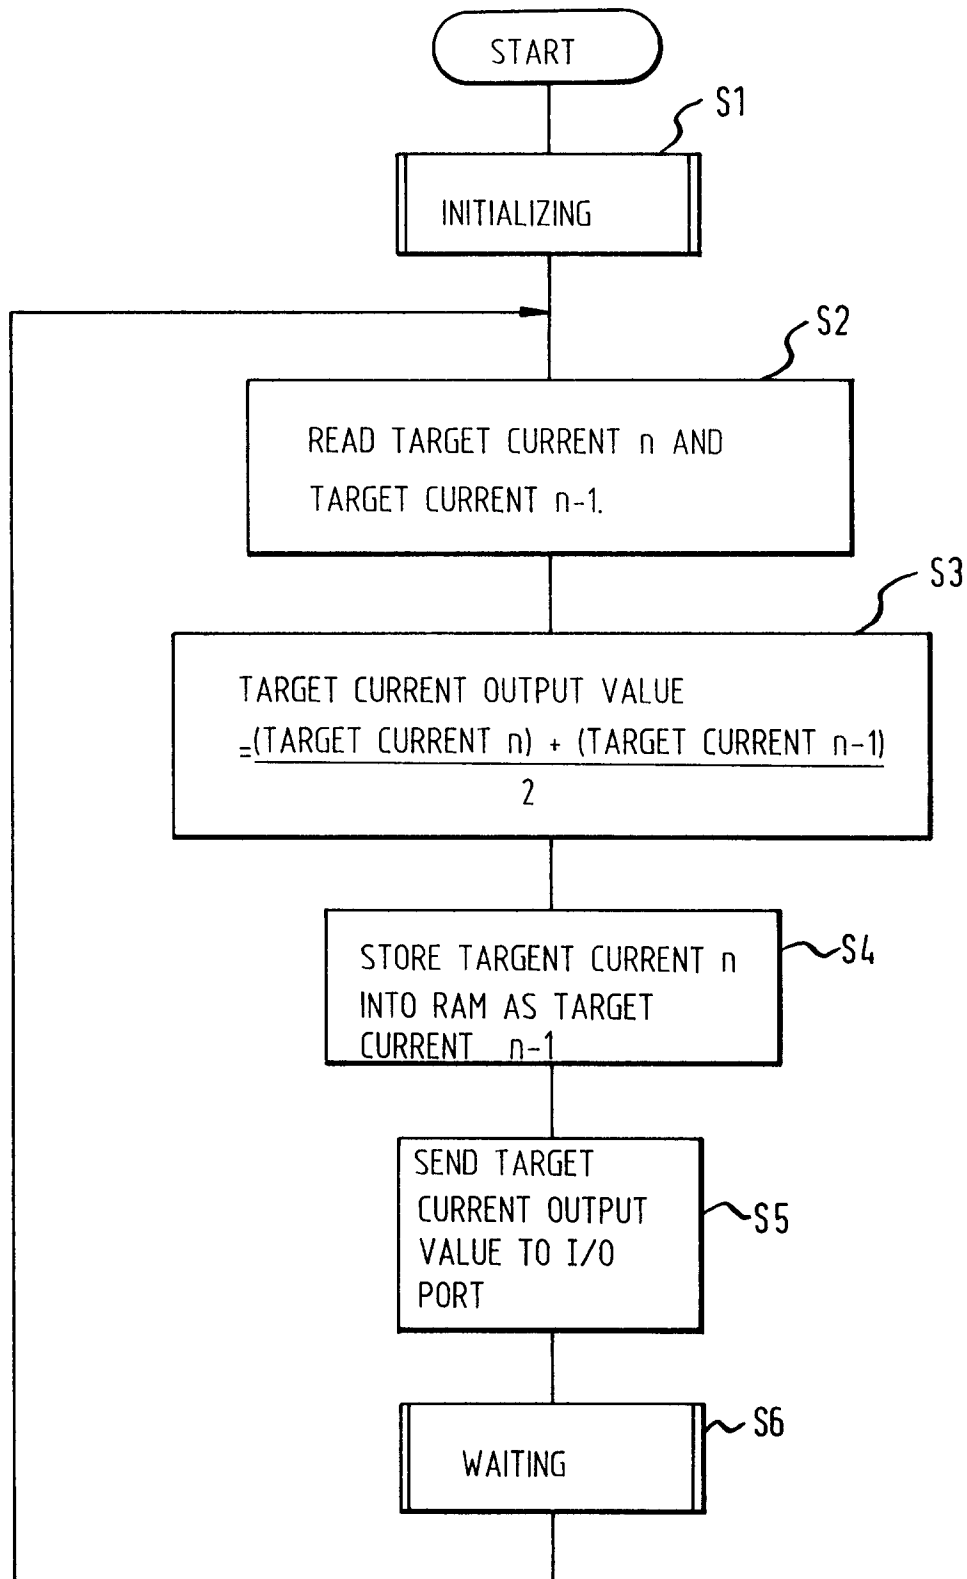 START
S1
INITIALIZING
S2
READ TARGET CURRENT n AND
TARGET CURRENT n-1.
S3
TARGET CURRENT OUTPUT VALUE
=(TARGET CURRENT n) + (TARGET CURRENT n-1)
2
S4
STORE TARGENT CURRENT n
INTO RAM AS TARGET
CURRENT n-1
SEND TARGET
CURRENT OUTPUT
VALUE TO I/O
PORT
S5
S6
WAITING